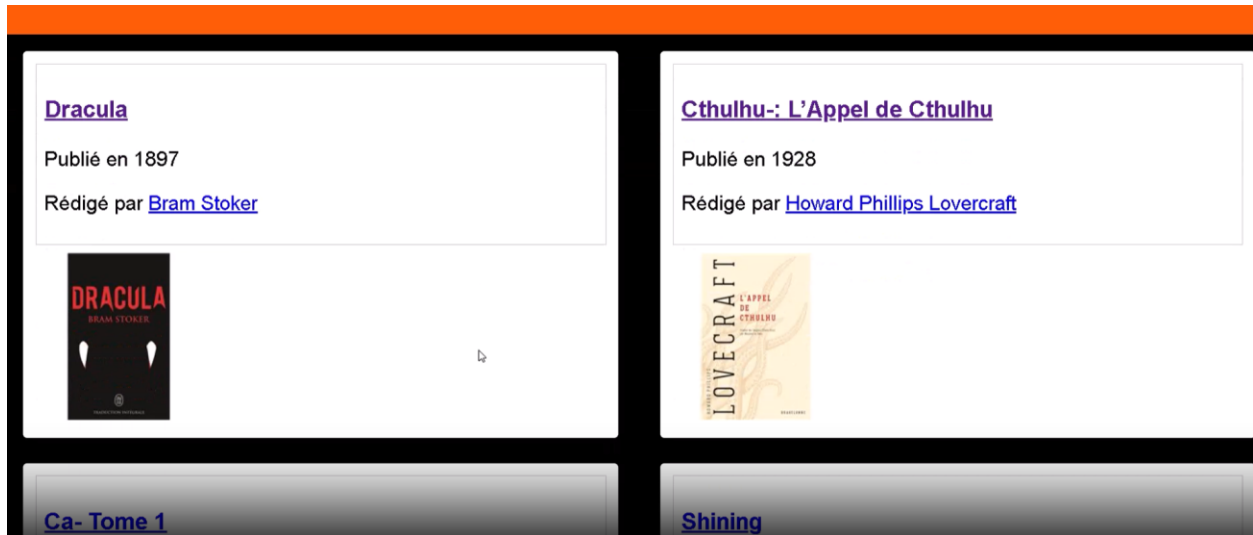 Dracula
Publié en 1897
Rédigé par Bram Stoker
DRACULA
BRAM STOKER
Cthulhu-: L’Appel de Cthulhu
Publié en 1928
Rédigé par Howard Phillips Lovercraft
LOVECRAFT
L'APPEL
DE
CTHULHU
Ca- Tome 1
Shining